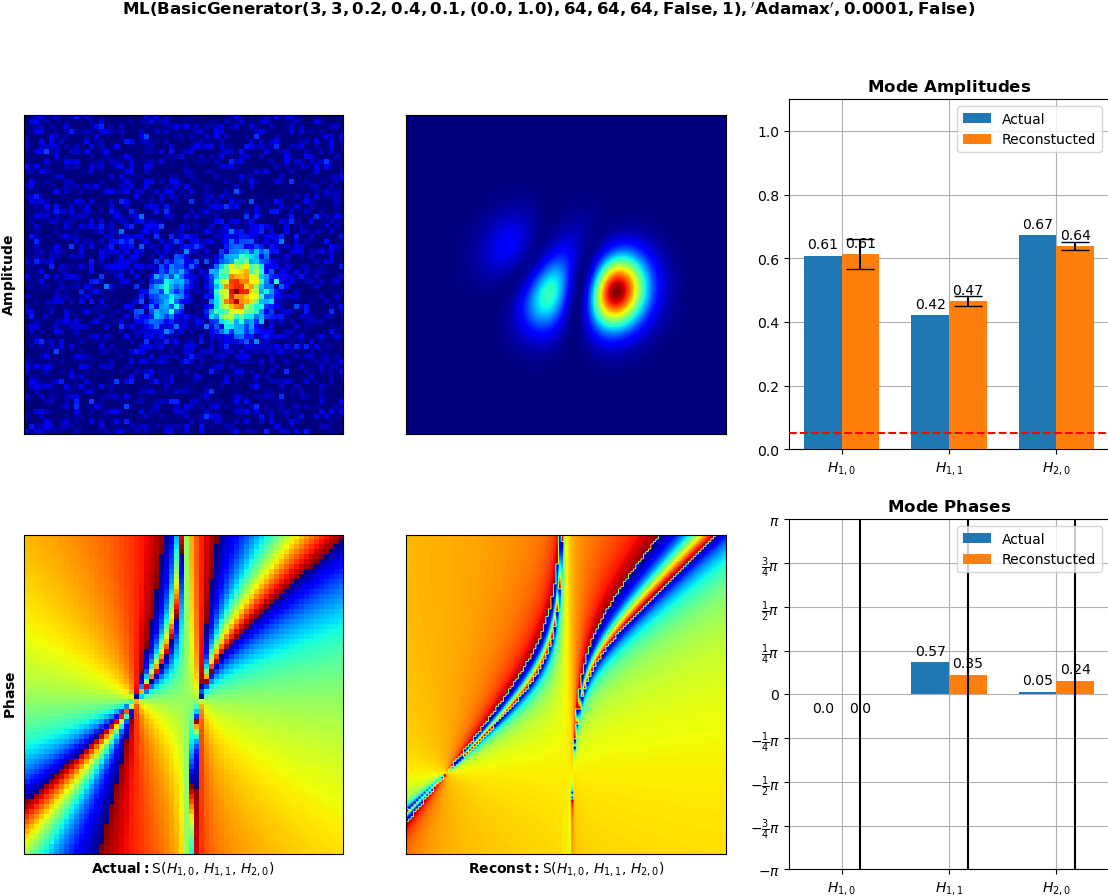 ML(BasicGenerator(3, 3, 0.2, 0.4, 0.1, (0.0, 1.0), 64, 64, 64, False, 1), ′Adamax′, 0.0001, False)
Mode Amplitudes
Amplitude
1.0
0.8
0.6
0.4
0.2
0.0
Actual
Reconstucted
0.61
0.61
0.42
0.47
0.67
0.64
H1,0
H1,1
H2,0
Mode Phases
Phase
π
3/4π
1/2π
1/4π
0
−1/4π
−1/2π
−3/4π
−π
Actual
Reconstucted
0.0
0.0
0.57
0.35
0.05
0.24
H1,0
H1,1
H2,0
Actual: S(H1,0, H1,1, H2,0)
Reconst: S(H1,0, H1,1, H2,0)